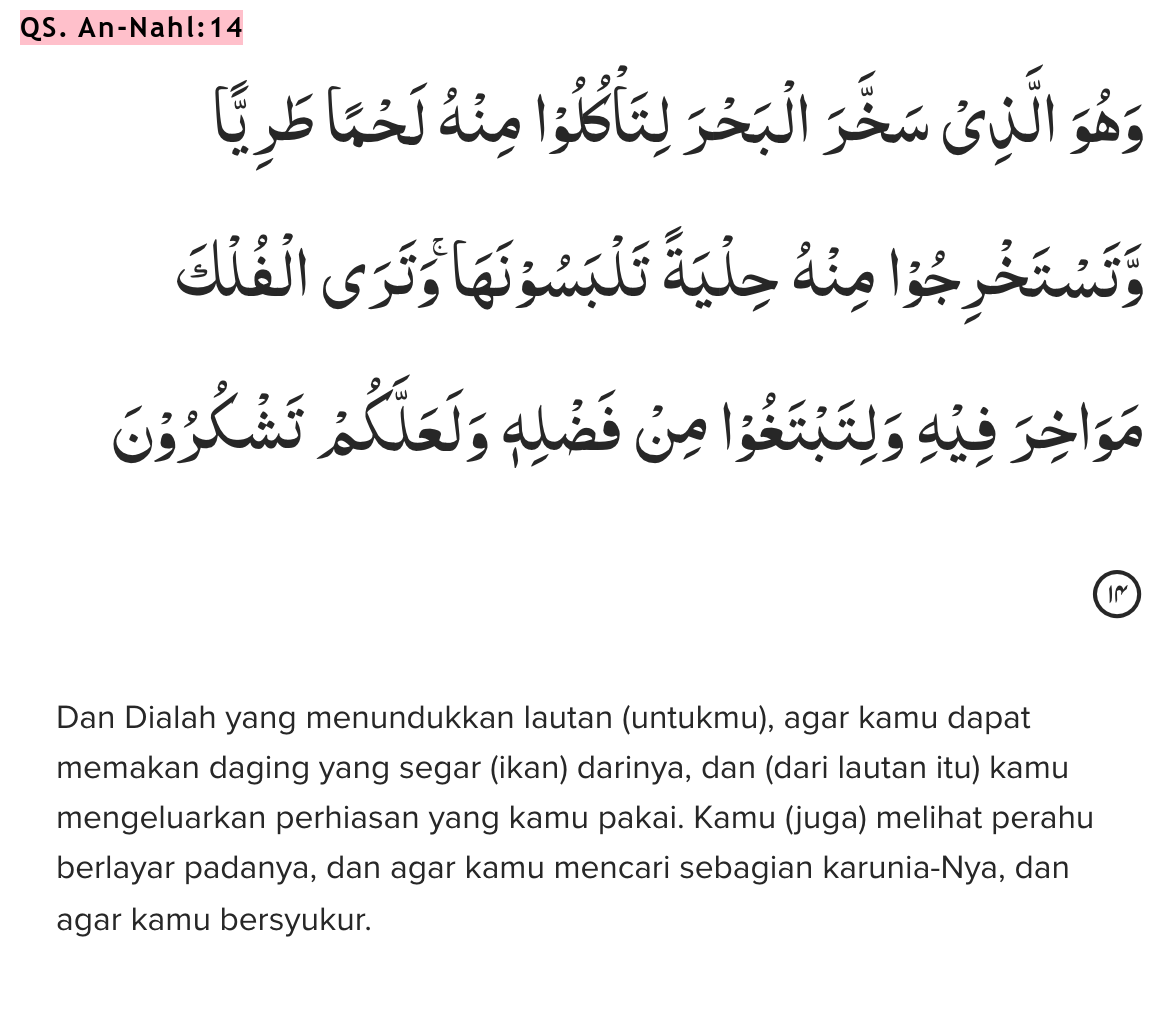 QS. An-Nahl:14
وَهُوَ الَّذِيْ سَخَّرَ الْبَحْرَ لِتَأْكُلُوْا مِنْهُ لَحْمًا طَرِيًّا
وَّتَسْتَخْرِجُوْا مِنْهُ حِلْيَةً تَلْبَسُوْنَهَاۚ وَتَرَى الْفُلْكَ
مَوَاخِرَ فِيْهِ وَلِتَبْتَغُوْا مِنْ فَضْلِهٖ وَلَعَلَّكُمْ تَشْكُرُوْنَ
۱۴
Dan Dialah yang menundukkan lautan (untukmu), agar kamu dapat
memakan daging yang segar (ikan) darinya, dan (dari lautan itu) kamu
mengeluarkan perhiasan yang kamu pakai. Kamu (juga) melihat perahu
berlayar padanya, dan agar kamu mencari sebagian karunia-Nya, dan
agar kamu bersyukur.